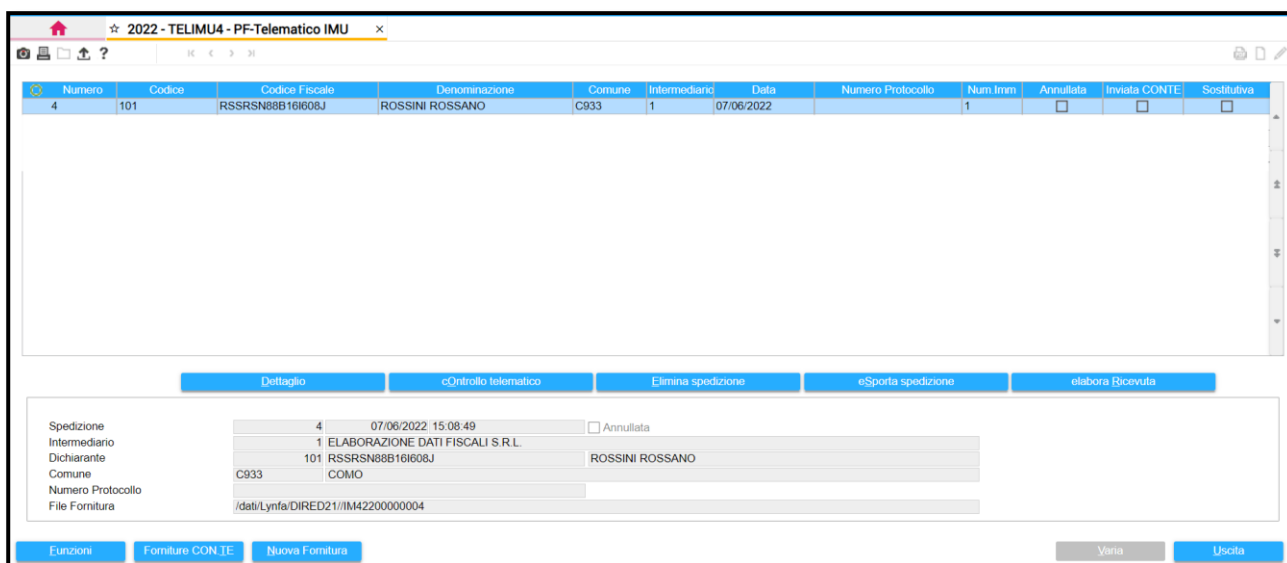 ☆ 2022 - TELIMU4 - PF-Telematico IMU ×
?
Numero Codice Codice Fiscale Denominazione Comune Intermediario Data Numero Protocollo Num.Imm Annullata Inviata CONTE Sostitutiva
4 101 RSSRSN88B16I608J ROSSINI ROSSANO C933 1 07/06/2022 1
Dettaglio cOntrollo telematico Elimina spedizione eSporta spedizione elabora Ricevuta
Spedizione 4 07/06/2022 15:08:49 Annullata
Intermediario 1 ELABORAZIONE DATI FISCALI S.R.L.
Dichiarante 101 RSSRSN88B16I608J ROSSINI ROSSANO
Comune C933 COMO
Numero Protocollo
File Fornitura /dati/Lynfa/DIRED21//IM42200000004
Funzioni Forniture CON.TE Nuova Fornitura Varia Uscita